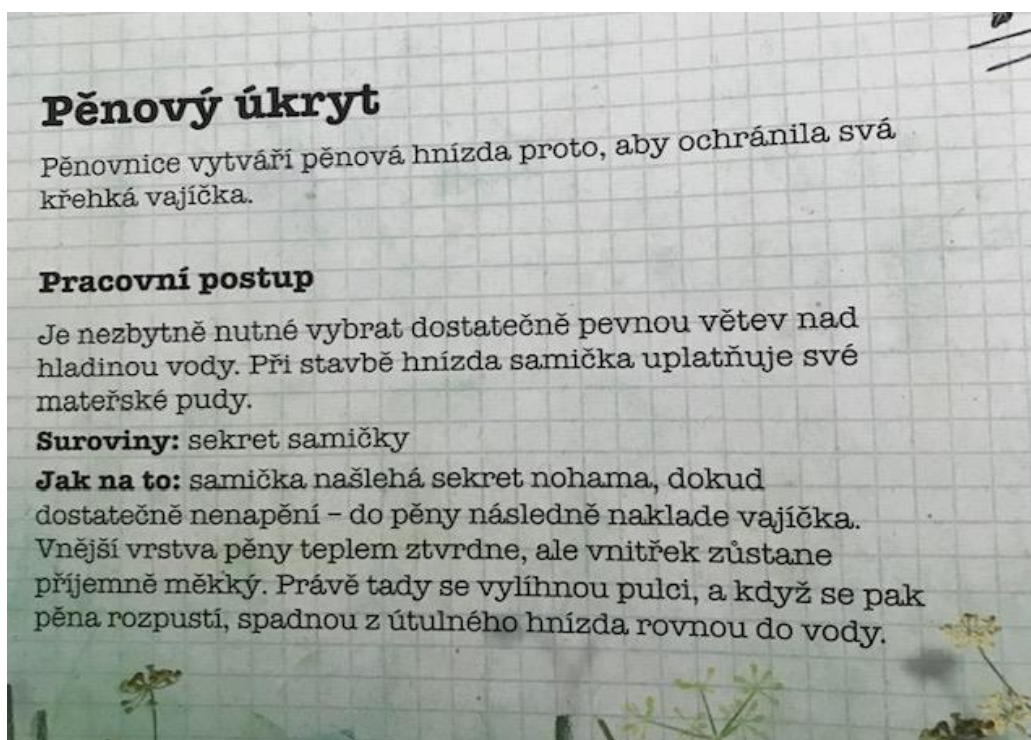 Pěnový úkryt
Pěnovnice vytváří pěnová hnízda proto, aby ochránila svá
křehká vajíčka.
Pracovní postup
Je nezbytně nutné vybrat dostatečně pevnou větev nad
hladinou vody. Při stavbě hnízda samička uplatňuje své
mateřské pudy.
Suroviny: sekret samičky
Jak na to: samička našlehá sekret nohama, dokud
dostatečně nenapění – do pěny následně naklade vajíčka.
Vnější vrstva pěny teplem ztvrdne, ale vnitřek zůstane
příjemně měkký. Právě tady se vylíhnou pulci, a když se pak
pěna rozpustí, spadnou z útulného hnízda rovnou do vody.